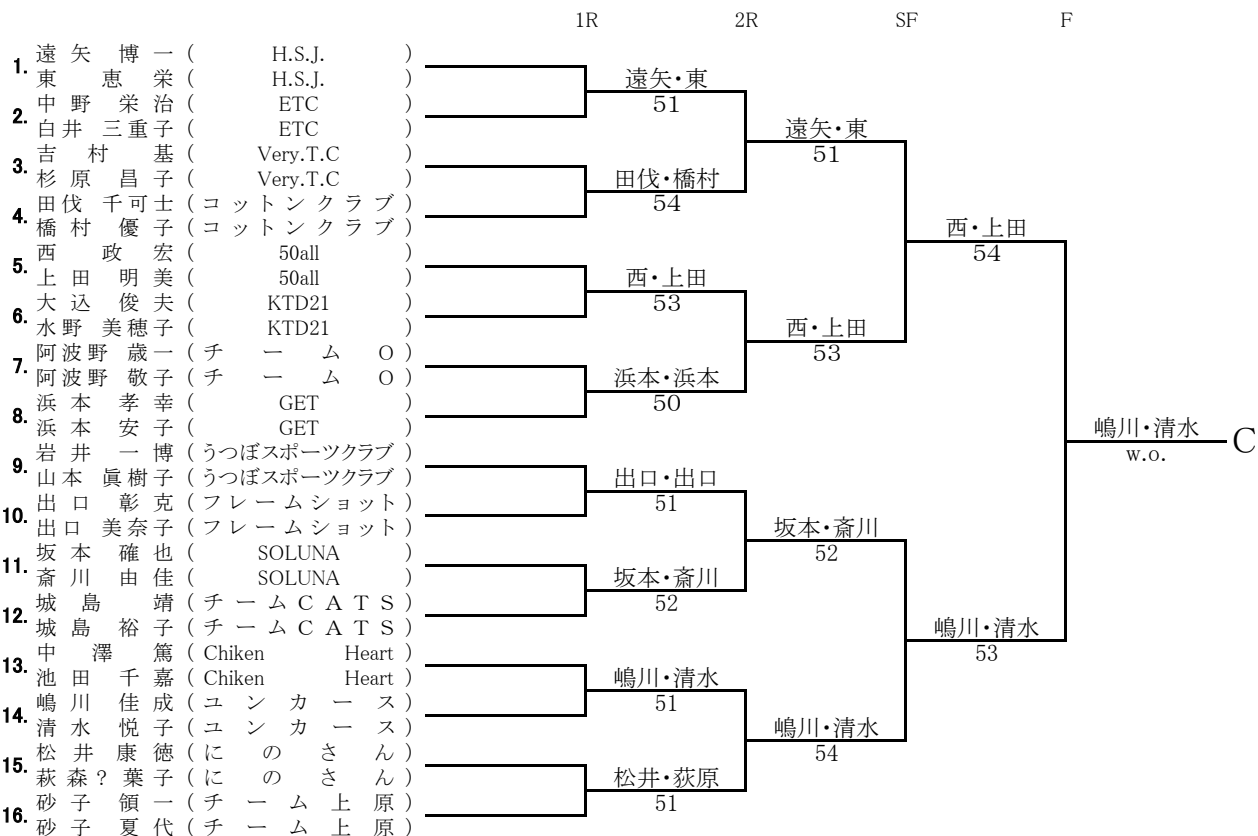 1R 2R SF F
1. 遠矢 博一 ( H.S.J. )
東 恵栄 ( H.S.J. )
2. 中野 栄治 ( ETC )
白井 三重子 ( ETC )
3. 吉村 基 ( Very.T.C )
杉原 昌子 ( Very.T.C )
4. 田伐 千可士 ( コットンクラブ )
橋村 優子 ( コットンクラブ )
5. 西 政宏 ( 50all )
上田 明美 ( 50all )
6. 大込 俊夫 ( KTD21 )
水野 美穂子 ( KTD21 )
7. 阿波野 歳一 ( チームO )
阿波野 敬子 ( チームO )
8. 浜本 孝幸 ( GET )
浜本 安子 ( GET )
9. 岩井 一博 ( うつぼスポーツクラブ )
山本 眞樹子 ( うつぼスポーツクラブ )
10. 出口 彰克 ( フレームショット )
出口 美奈子 ( フレームショット )
11. 坂本 確也 ( SOLUNA )
斎川 由佳 ( SOLUNA )
12. 城島 靖 ( チームCATS )
城島 裕子 ( チームCATS )
13. 中澤 篤 ( Chiken Heart )
池田 千嘉 ( Chiken Heart )
14. 嶋川 佳成 ( ユンカース )
清水 悦子 ( ユンカース )
15. 松井 康徳 ( にのさん )
萩森? 葉子 ( にのさん )
16. 砂子 領一 ( チーム上原 )
砂子 夏代 ( チーム上原 )
遠矢・東
51
田伐・橋村
54
西・上田
53
浜本・浜本
50
出口・出口
51
坂本・斎川
52
嶋川・清水
51
松井・荻原
51
遠矢・東
51
西・上田
53
坂本・斎川
52
嶋川・清水
54
西・上田
54
嶋川・清水
53
嶋川・清水
w.o.
C